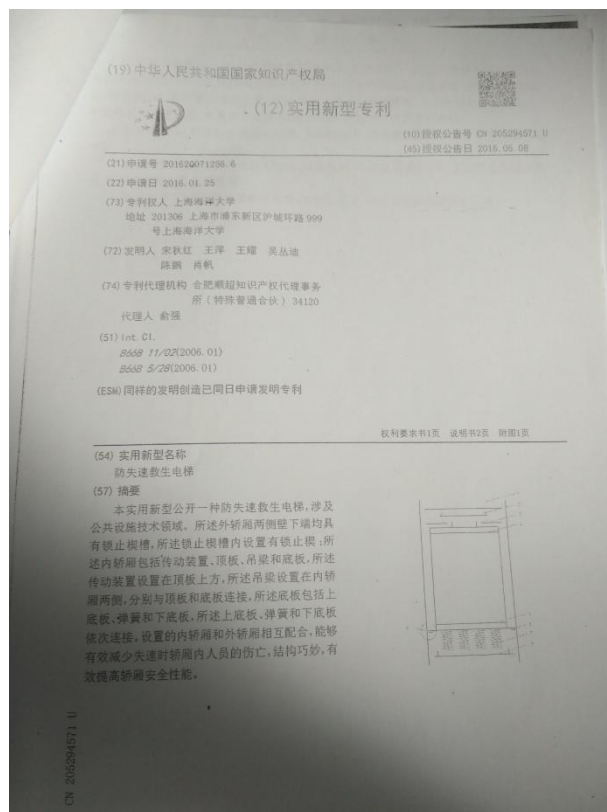 (19)中华人民共和国国家知识产权局
(12)实用新型专利
(10)授权公告号 CN 205294571 U
(45)授权公告日 2016.06.08
(21)申请号 201620071256.6
(22)申请日 2016.01.25
(73)专利权人 上海海洋大学
地址 201306 上海市浦东新区沪城环路999
号上海海洋大学
(72)发明人 宋秋红 王萍 王曜 吴丛迪
陈鹏 肖帆
(74)专利代理机构 合肥顺超知识产权代理事务
所(特殊普通合伙) 34120
代理人 俞强
(51)Int.Cl.
B66B 11/02(2006.01)
B66B 5/28(2006.01)
(ESM)同样的发明创造已同日申请发明专利
权利要求书1页 说明书2页 附图1页
(54)实用新型名称
防失速救生电梯
(57)摘要
本实用新型公开一种防失速救生电梯,涉及
公共设施技术领域。所述外轿厢两侧壁下端均具
有锁止楔槽,所述锁止楔槽内设置有锁止楔;所
述内轿厢包括传动装置、顶板、吊梁和底板,所述
传动装置设置在顶板上方,所述吊梁设置在内轿
厢两侧,分别与顶板和底板连接,所述底板包括上
底板、弹簧和下底板,所述上底板、弹簧和下底板
依次连接。设置的内轿厢和外轿厢相互配合,能够
有效减少失速时轿厢内人员的伤亡,结构巧妙,有
效提高轿厢安全性能。
CN 205294571 U